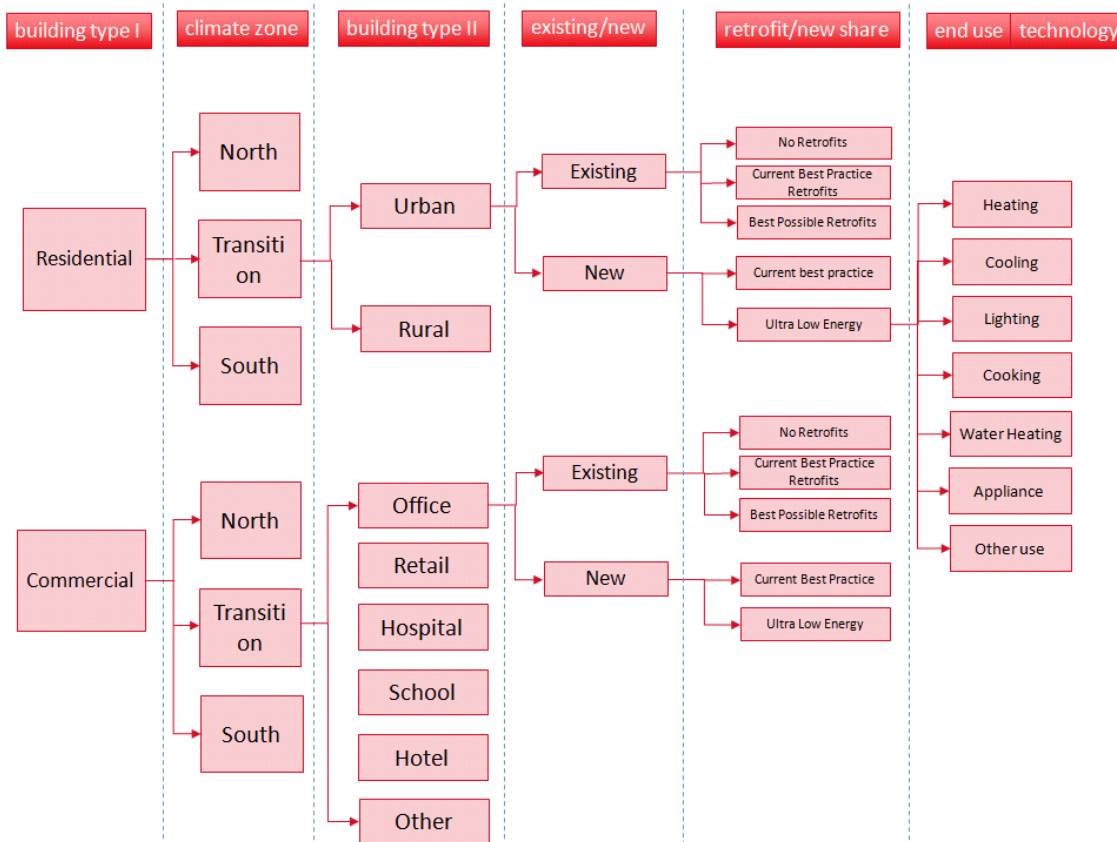 building type I
climate zone
building type II
existing/new
retrofit/new share
end use
technology
Residential
North
Transiti
on
South
Urban
Rural
Existing
New
No Retrofits
Current Best Practice
Retrofits
Best Possible Retrofits
Current best practice
Ultra Low Energy
Heating
Cooling
Lighting
Cooking
Water Heating
Appliance
Other use
Commercial
North
Transiti
on
South
Office
Retail
Hospital
School
Hotel
Other
Existing
New
No Retrofits
Current Best Practice
Retrofits
Best Possible Retrofits
Current Best Practice
Ultra Low Energy